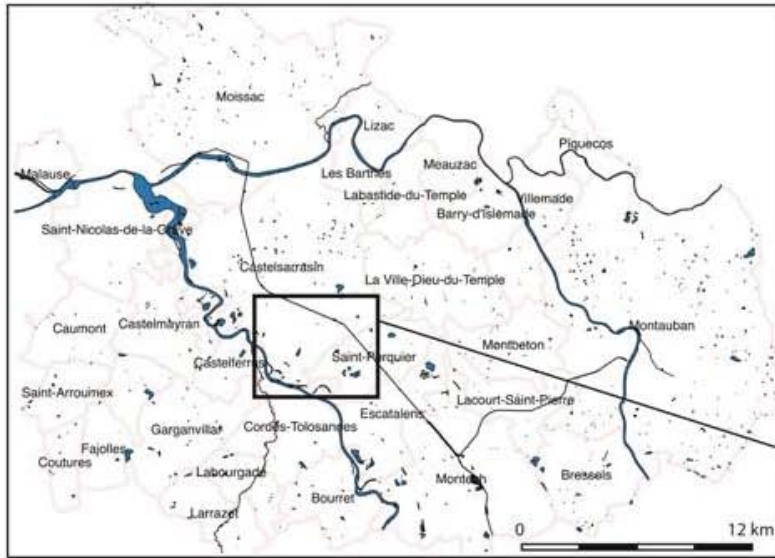 Moissac
Lizac
Piquecos
Malause
Les Barthes
Meauzac
Labastide-du-Temple
Villemade
Barry-d'Islemade
Saint-Nicolas-de-la-Grave
Castelsarrasin
La Ville-Dieu-du-Temple
Caumont
Castelmayran
Montauban
Castelferrus
Saint-Porquier
Montbeton
Saint-Arroumex
Lacourt-Saint-Pierre
Escatalens
Garganvillar
Cordes-Tolosannes
Fajolles
Coutures
Labourgade
Montech
Bressols
Bourret
Larrazet
0 12 km